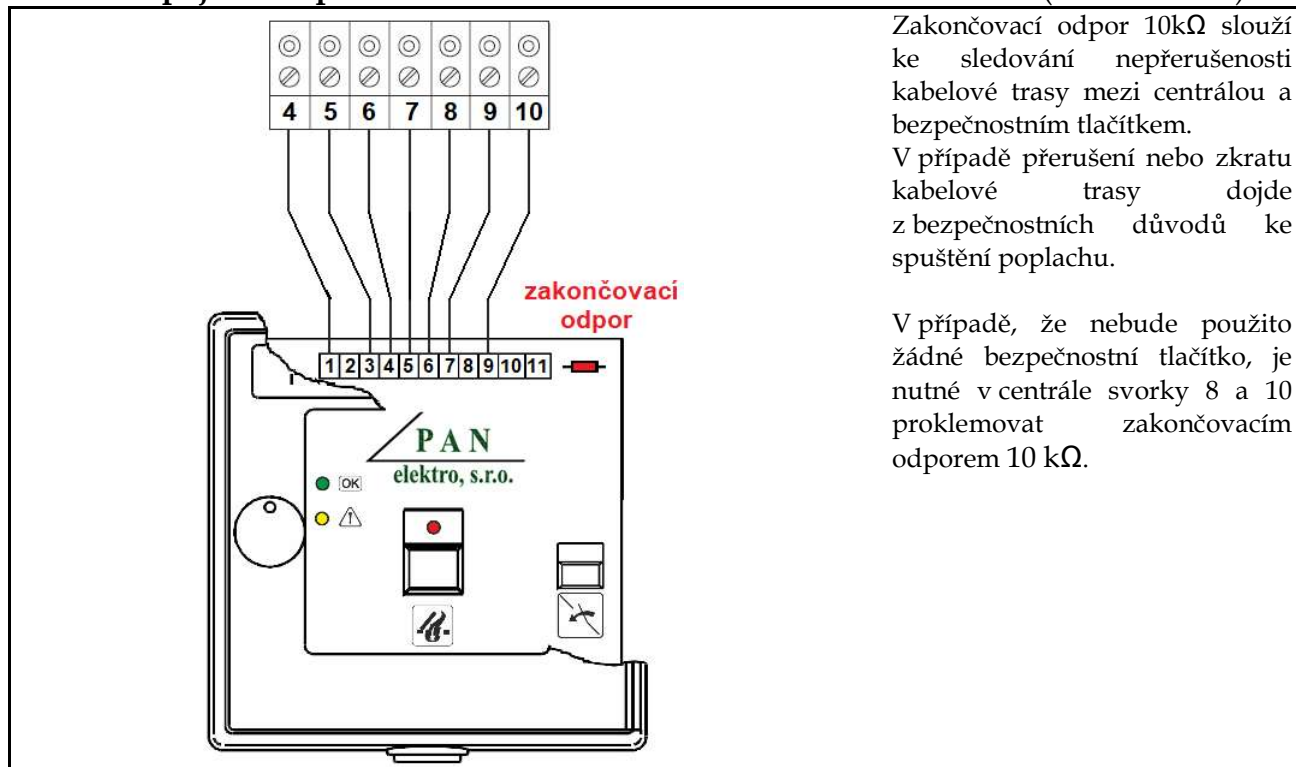 4 5 6 7 8 9 10
zakončovací
odpor
1 2 3 4 5 6 7 8 9 10 11
PAN
elektro, s.r.o.
OK
Zakončovací odpor 10kΩ slouží
ke sledování nepřerušenosti
kabelové trasy mezi centrálou a
bezpečnostním tlačítkem.
V případě přerušení nebo zkratu
kabelové trasy dojde
z bezpečnostních důvodů ke
spuštění poplachu.
V případě, že nebude použito
žádné bezpečnostní tlačítko, je
nutné v centrále svorky 8 a 10
proklemovat zakončovacím
odporem 10 kΩ.